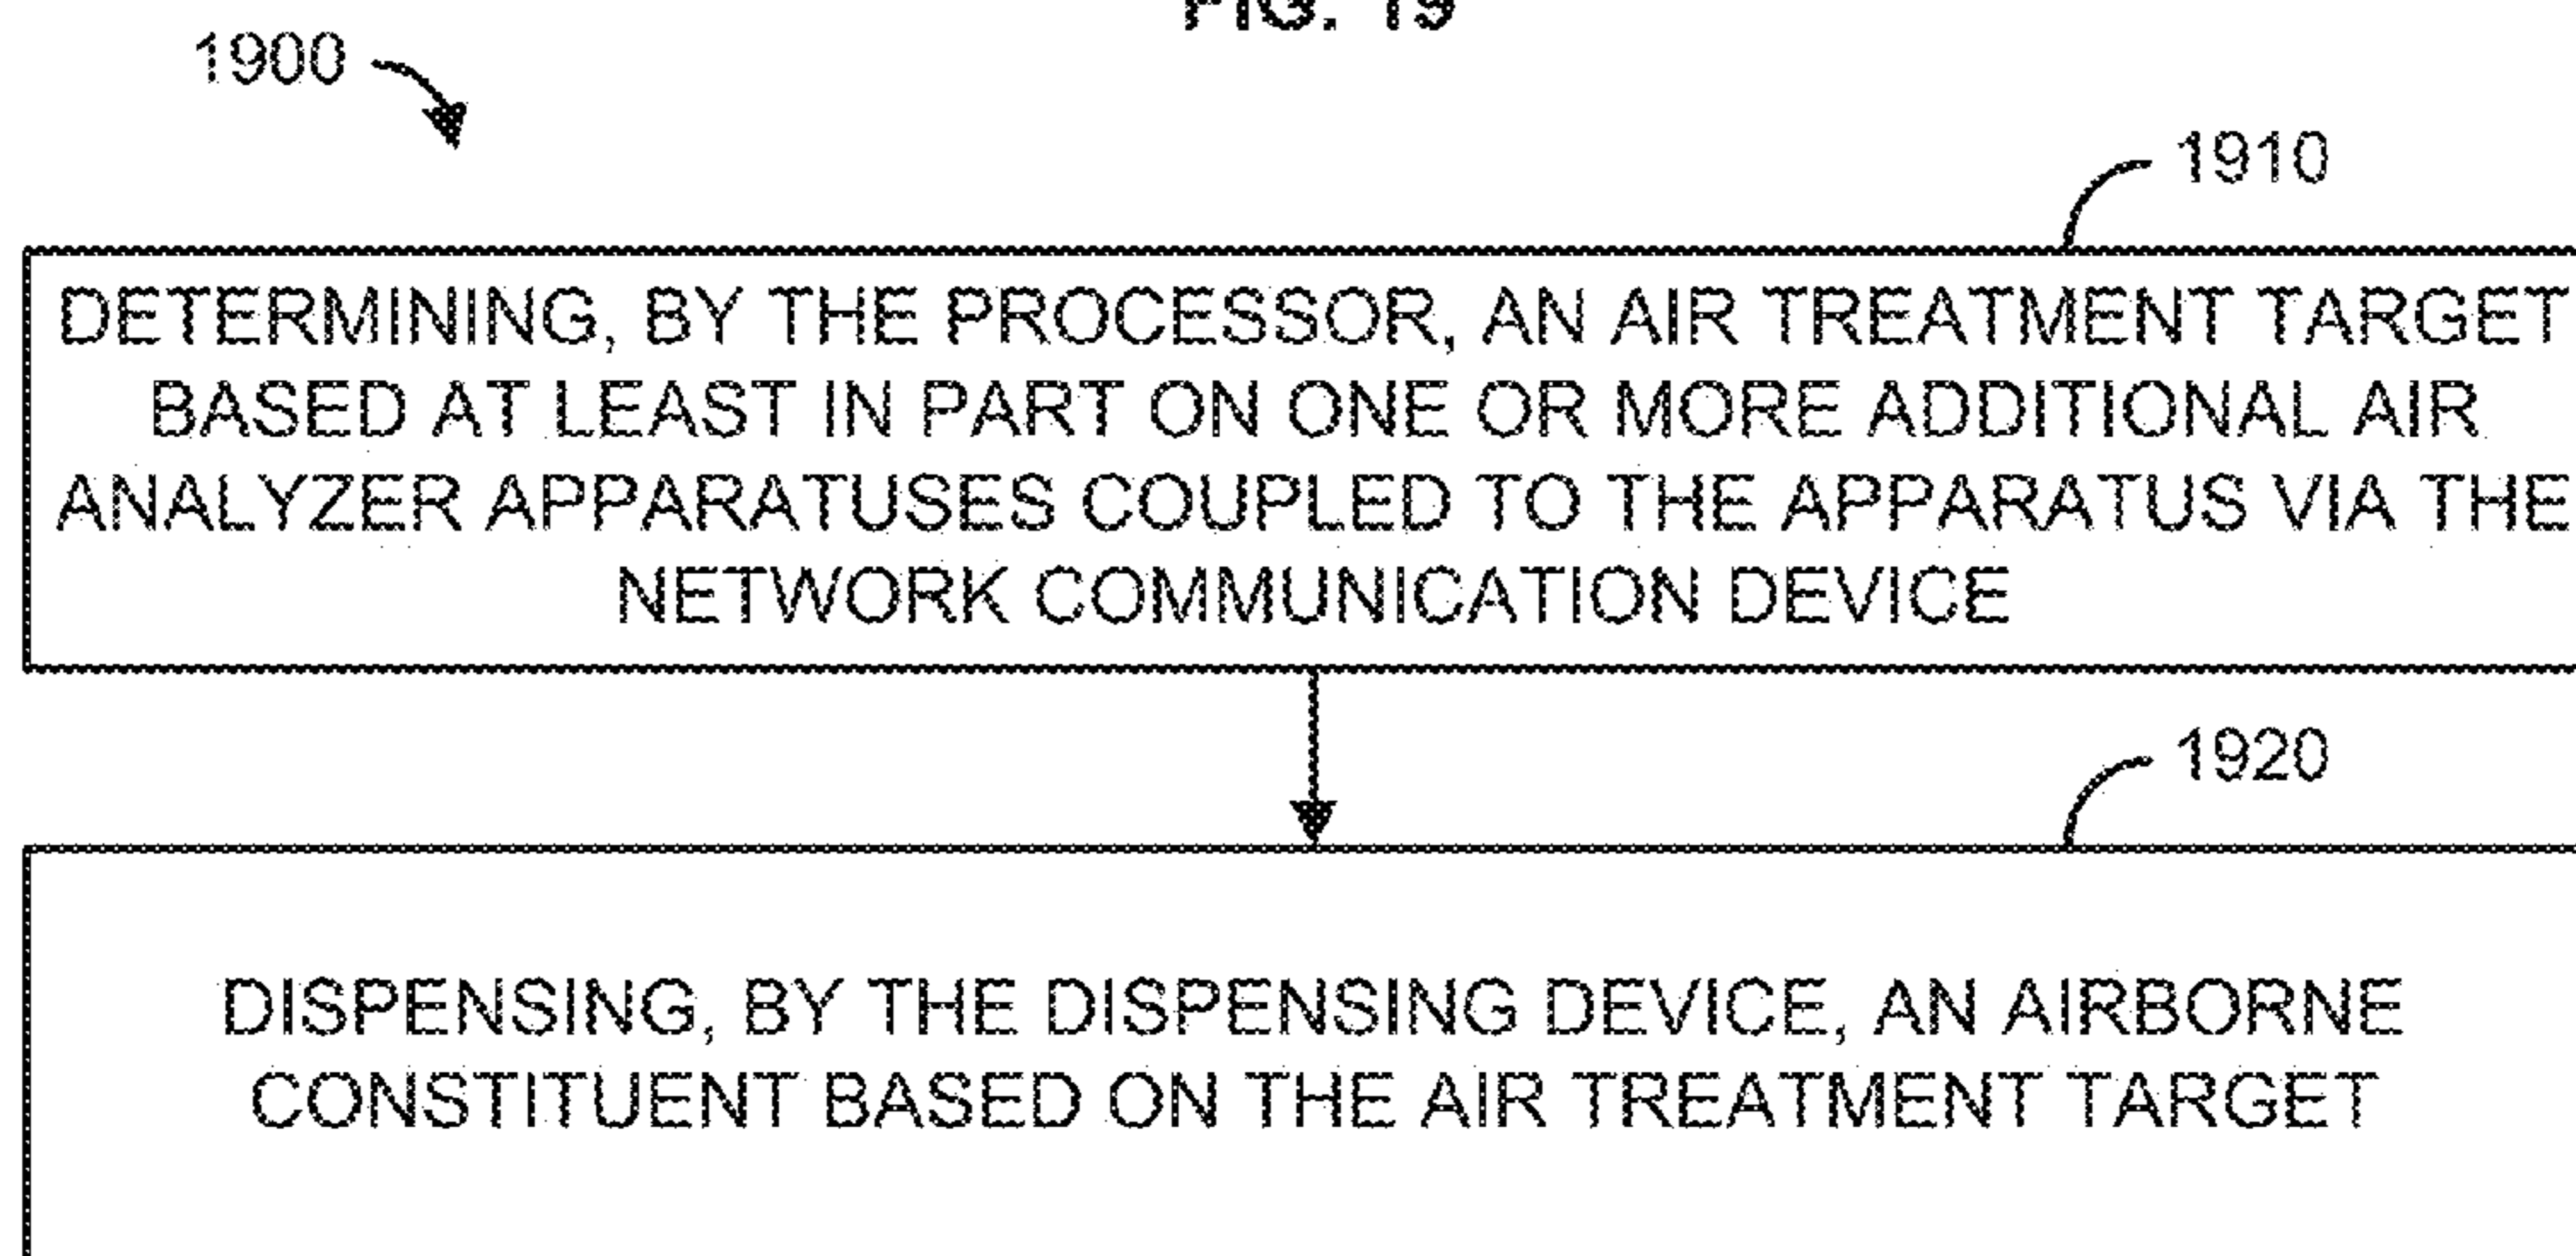 FIG. 19
1900
1910
DETERMINING, BY THE PROCESSOR, AN AIR TREATMENT TARGET
BASED AT LEAST IN PART ON ONE OR MORE ADDITIONAL AIR
ANALYZER APPARATUSES COUPLED TO THE APPARATUS VIA THE
NETWORK COMMUNICATION DEVICE
1920
DISPENSING, BY THE DISPENSING DEVICE, AN AIRBORNE
CONSTITUENT BASED ON THE AIR TREATMENT TARGET